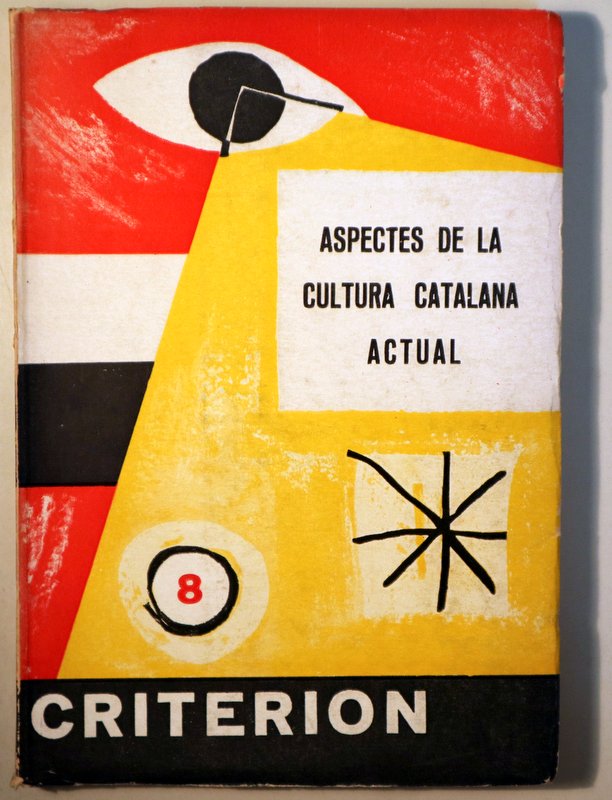 ASPECTES DE LA
CULTURA CATALANA
ACTUAL
8
CRITERION